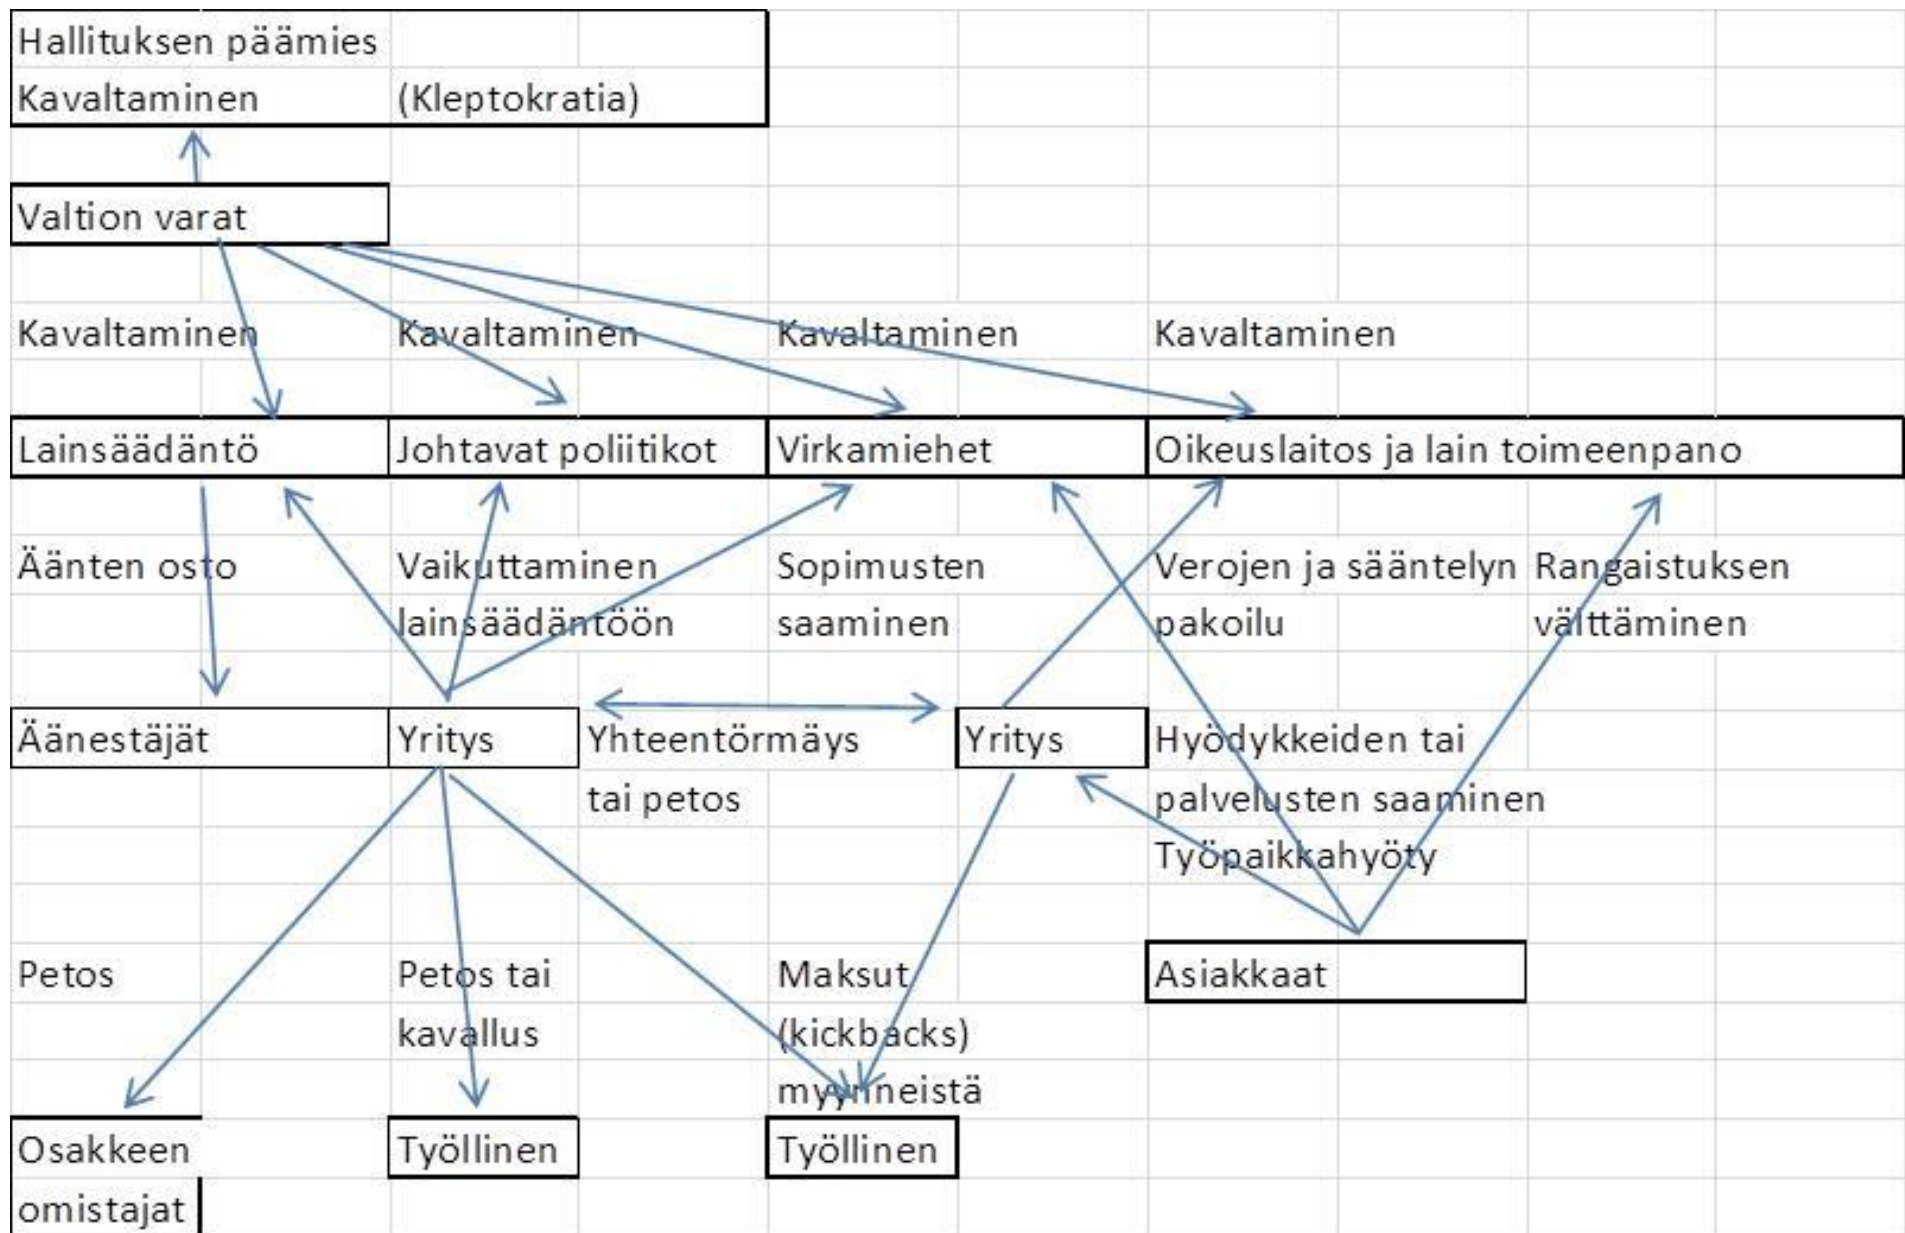 Hallituksen päämies
Kavaltaminen (Kleptokratia)
Valtion varat
Kavaltaminen Kavaltaminen Kavaltaminen Kavaltaminen
Lainsäädäntö Johtavat poliitikot Virkamiehet Oikeuslaitos ja lain toimeenpano
Äänten osto Vaikuttaminen Sopimusten Verojen ja sääntelyn Rangaistuksen
lainsäädäntöön saaminen pakoilu välttäminen
Äänestäjät Yritys Yhteentörmäys Yritys Hyödykkeiden tai
tai petos palvelusten saaminen
Työpaikkahyöty
Petos Petos tai Maksut Asiakkaat
kavallus (kickbacks)
myynneistä
Osakkeen Työllinen Työllinen
omistajat